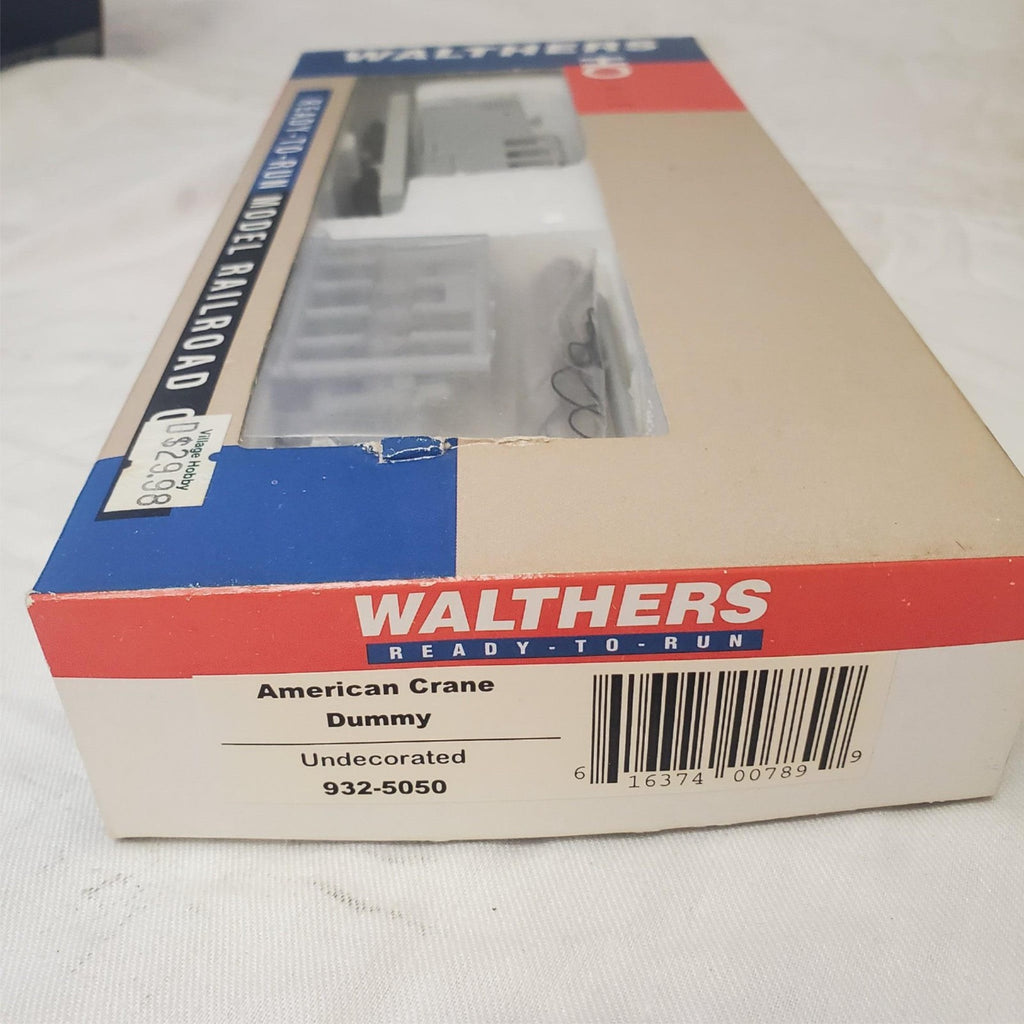 WALTHERS
HO
READY-TO-RUN MODEL RAILROAD
Village Hobby
D$29.98
WALTHERS
READY-TO-RUN
American Crane
Dummy
Undecorated
932-5050
6 16374 00789 9